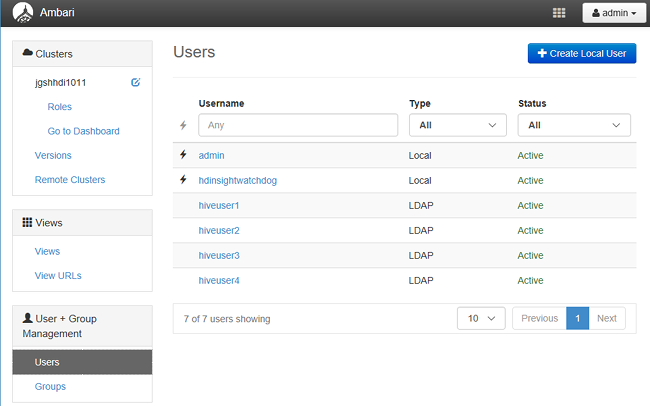 Ambari
admin
Clusters
jgshhdi1011
Roles
Go to Dashboard
Versions
Remote Clusters
Views
Views
View URLs
User + Group
Management
Users
Groups
Users
Create Local User
Username Type Status
Any All All
admin Local Active
hdinsightwatchdog Local Active
hiveuser1 LDAP Active
hiveuser2 LDAP Active
hiveuser3 LDAP Active
hiveuser4 LDAP Active
7 of 7 users showing 10 Previous 1 Next